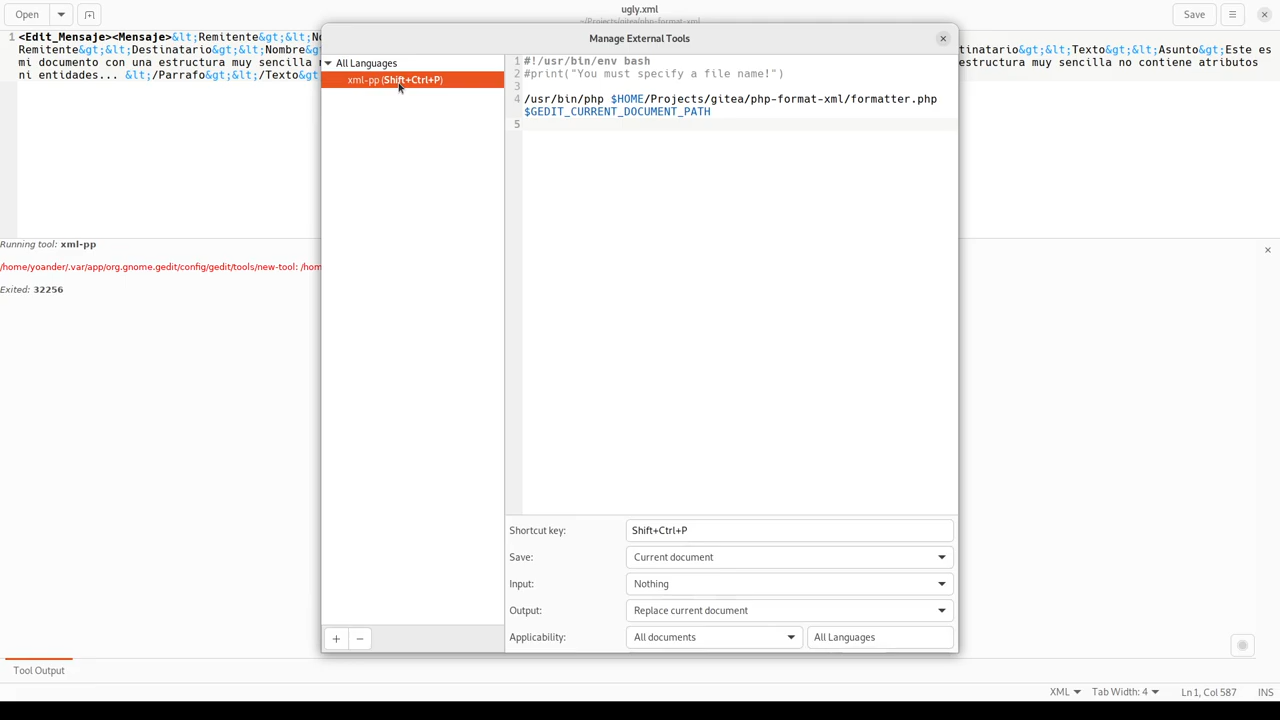 ugly.xml
~/Projects/gitea/php-format-xml
Open
Save
1 <Edit_Mensaje><Mensaje>&lt;Remitente&gt;&lt;
Remitente&gt;&lt;Destinatario&gt;&lt;Nombre&
mi documento con una estructura muy sencilla
ni entidades... &lt;/Parrafo&gt;&lt;/Texto&
&gt;&lt;Texto&gt;&lt;Asunto&gt;Este es
estructura muy sencilla no contiene atributos
Manage External Tools
All Languages
xml-pp (Shift+Ctrl+P)
1 #!/usr/bin/env bash
2 #print("You must specify a file name!")
3
4 /usr/bin/php $HOME/Projects/gitea/php-format-xml/formatter.php
$GEDIT_CURRENT_DOCUMENT_PATH
5
Running tool: xml-pp
/home/yoander/.var/app/org.gnome.gedit/config/gedit/tools/new-tool: /hom
Exited: 32256
Shortcut key: Shift+Ctrl+P
Save: Current document
Input: Nothing
Output: Replace current document
Applicability: All documents All Languages
Tool Output
XML Tab Width: 4 Ln 1, Col 587 INS